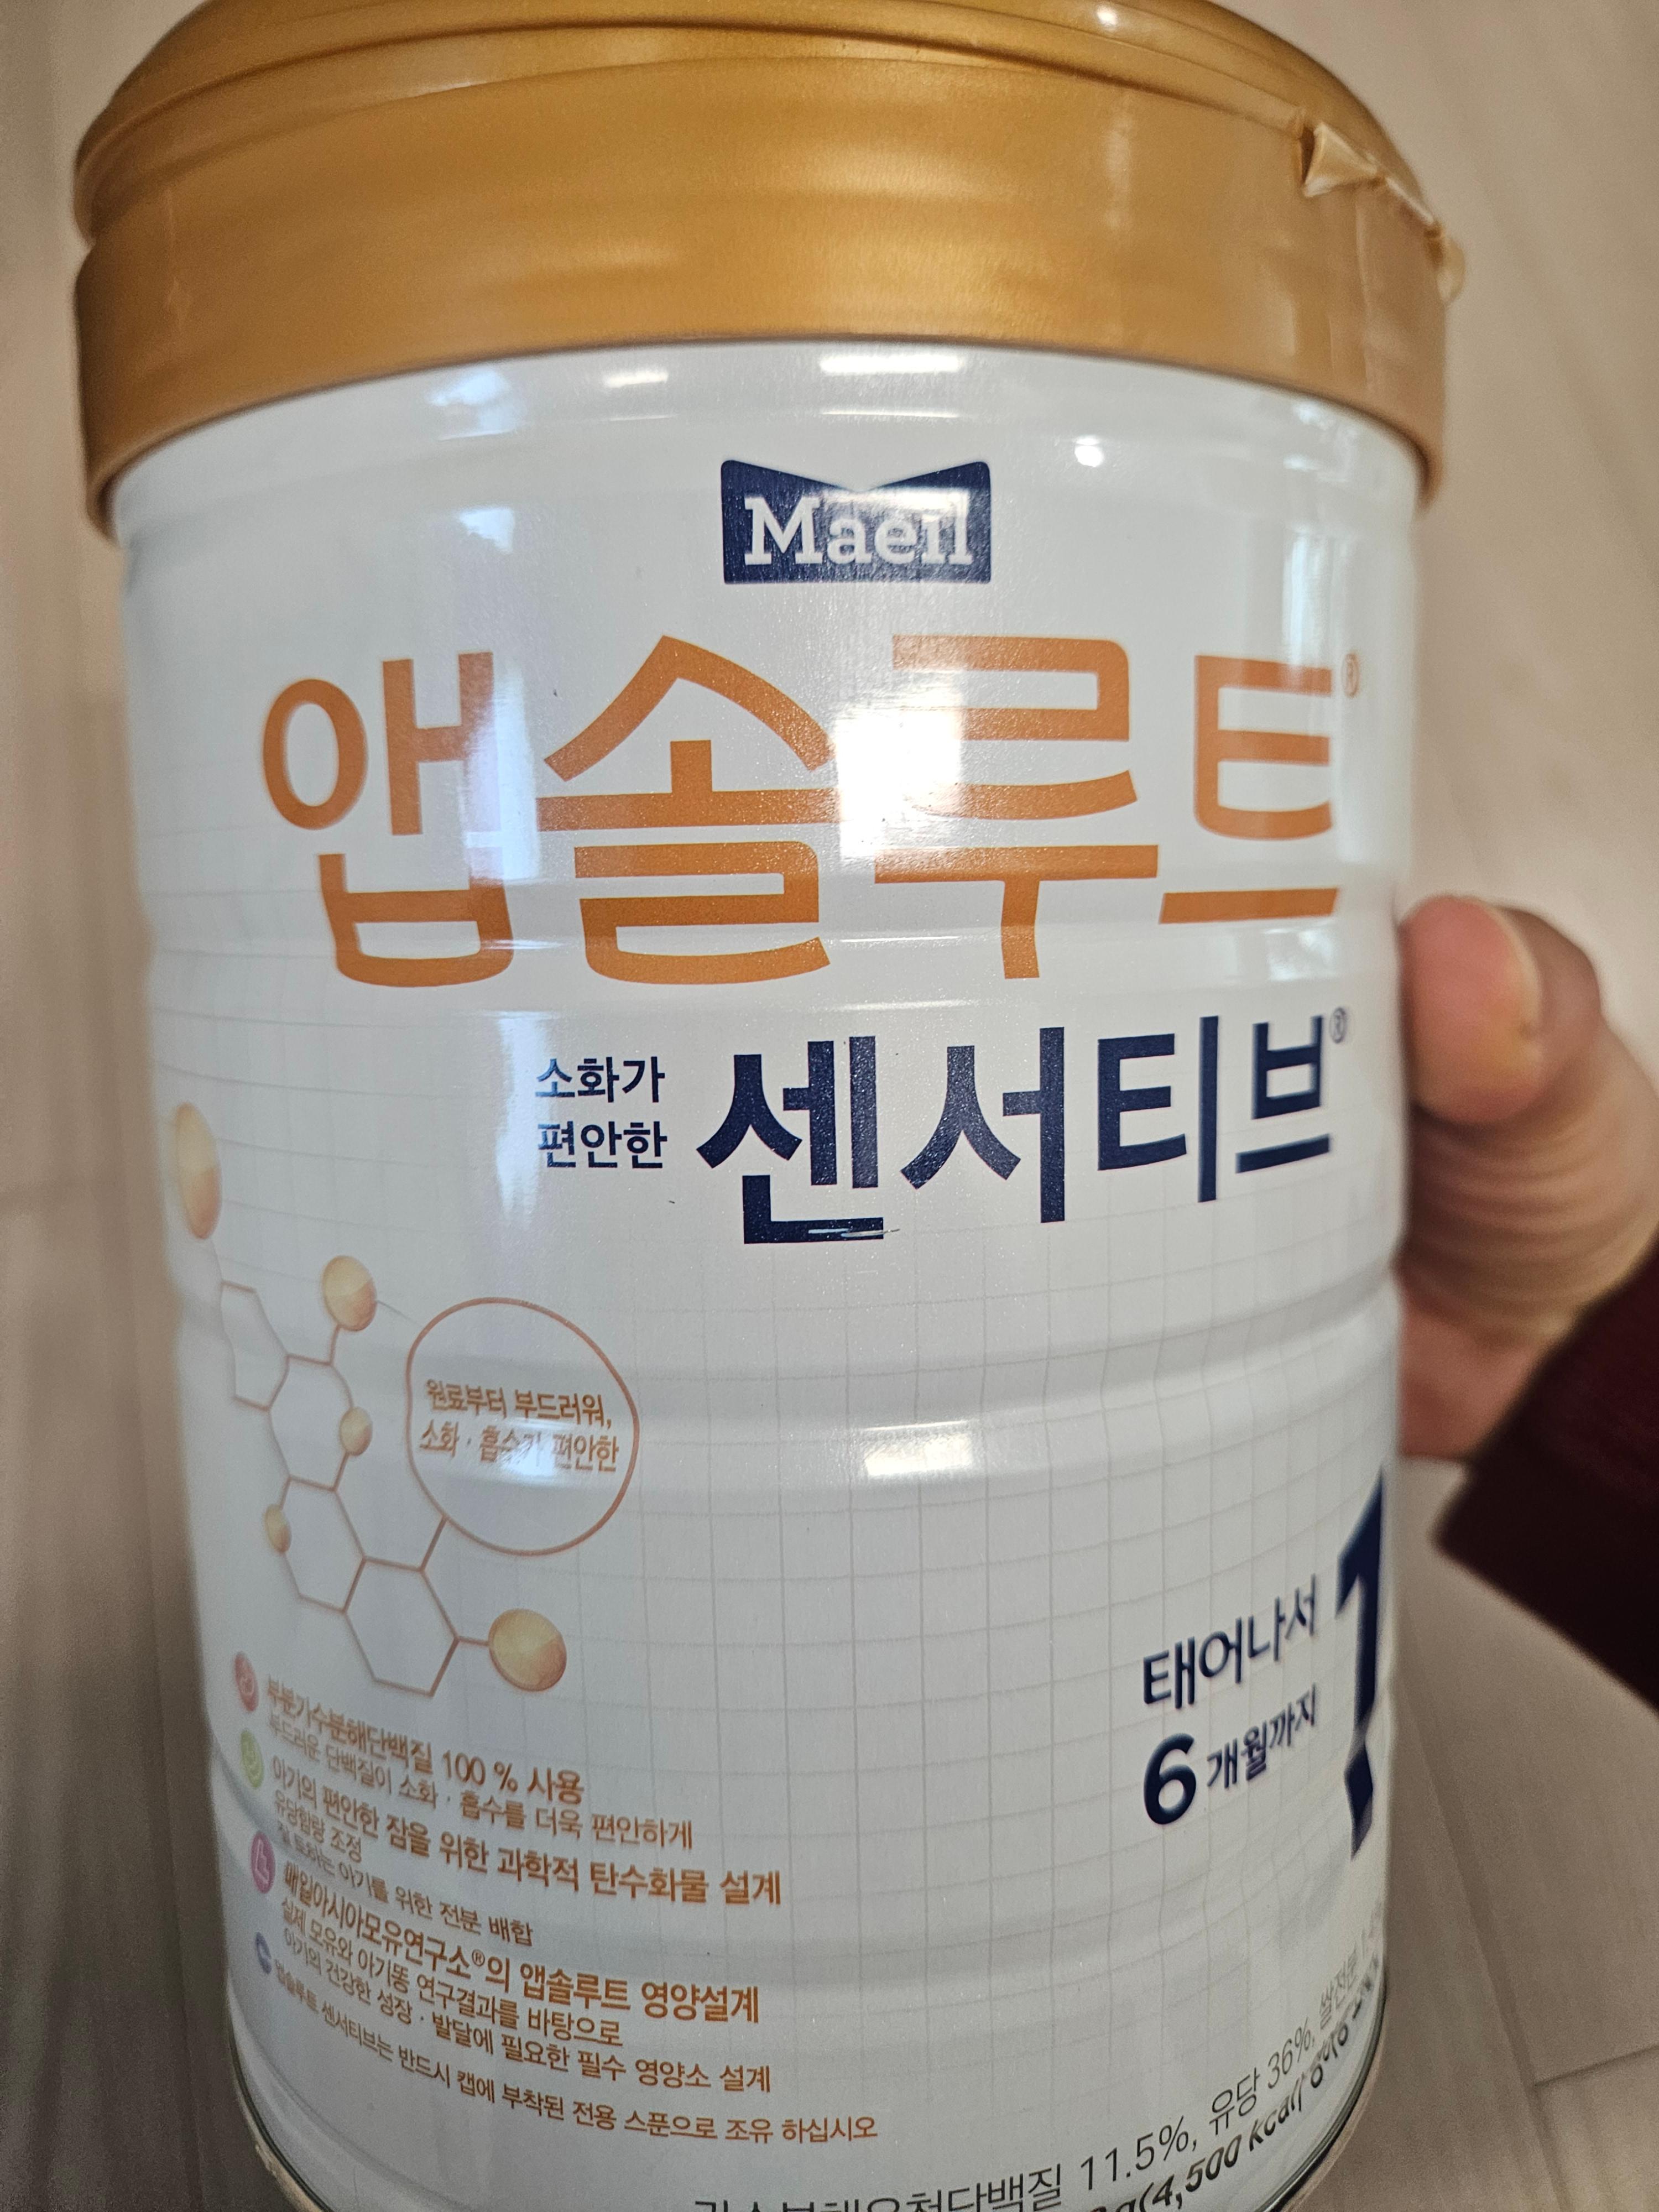 Maeil
앱솔루트®
소화가
편안한
센서티브®
원료부터 부드러워,
소화 · 흡수가 편안한
태어나서
6개월까지
1
부분가수분해단백질 100 % 사용
부드러운 단백질이 소화 · 흡수를 더욱 편안하게
아기의 편안한 잠을 위한 과학적 탄수화물 설계
유당함량 조정
잘 토하는 아기를 위한 전분 배합
매일아시아모유연구소®의 앱솔루트 영양설계
실제 모유와 아기똥 연구결과를 바탕으로
아기의 건강한 성장 · 발달에 필요한 필수 영양소 설계
앱솔루트 센서티브는 반드시 캡에 부착된 전용 스푼으로 조유 하십시오
11.5%, 유당 36%, 쌀전분
(4,500 kcal)